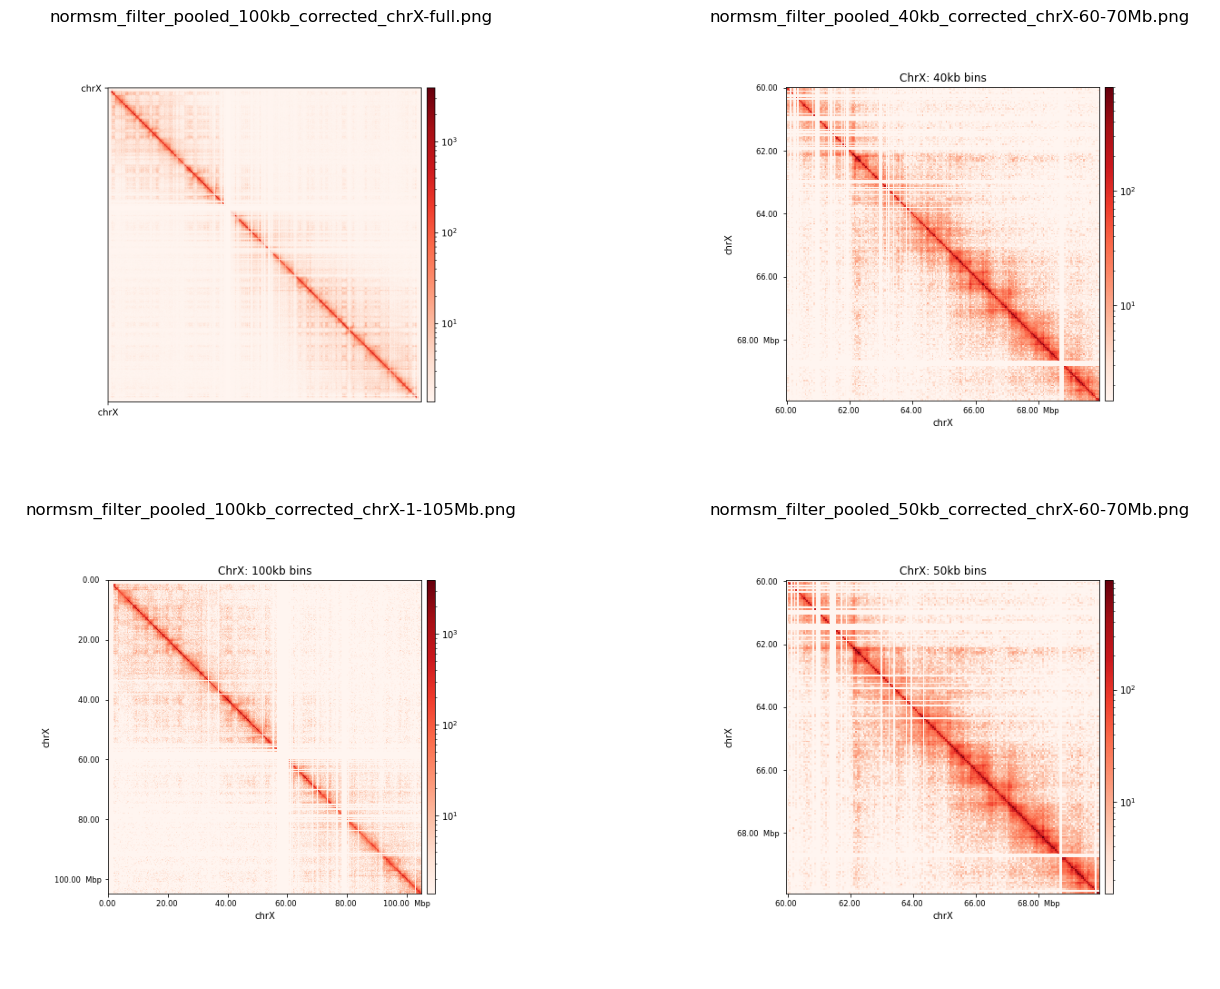 normsm_filter_pooled_100kb_corrected_chrX-full.png
chrX
10³
10²
10¹
chrX
normsm_filter_pooled_40kb_corrected_chrX-60-70Mb.png
ChrX: 40kb bins
60.00
62.00
64.00
66.00
68.00 Mbp
chrX
10²
10¹
60.00 62.00 64.00 66.00 68.00 Mbp
chrX
normsm_filter_pooled_100kb_corrected_chrX-1-105Mb.png
ChrX: 100kb bins
0.00
20.00
40.00
60.00
80.00
100.00 Mbp
chrX
10³
10²
10¹
0.00 20.00 40.00 60.00 80.00 100.00 Mbp
chrX
normsm_filter_pooled_50kb_corrected_chrX-60-70Mb.png
ChrX: 50kb bins
60.00
62.00
64.00
66.00
68.00 Mbp
chrX
10²
10¹
60.00 62.00 64.00 66.00 68.00 Mbp
chrX